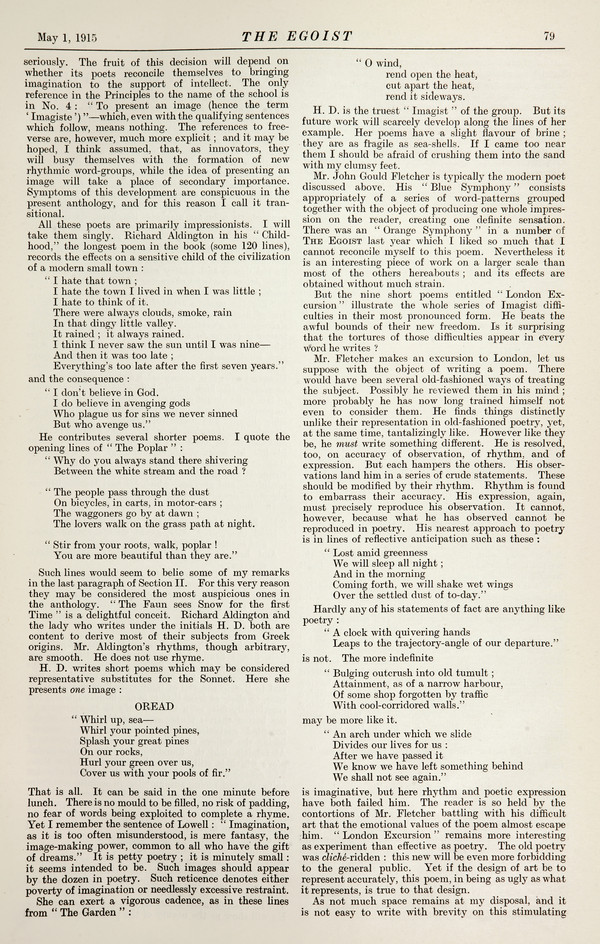 May 1, 1915
THE EGOIST
79
seriously. The fruit of this decision will depend on
whether its poets reconcile themselves to bringing
imagination to the support of intellect. The only
reference in the Principles to the name of the school is
in No. 4 : " To present an image (hence the term
' Imagiste ') "—which, even with the qualifying sentences
which follow, means nothing. The references to free-
verse are, however, much more explicit ; and it may be
hoped, I think assumed, that, as innovators, they
will busy themselves with the formation of new
rhythmic word-groups, while the idea of presenting an
image will take a place of secondary importance.
Symptoms of this development are conspicuous in the
present anthology, and for this reason I call it tran-
sitional.
All these poets are primarily impressionists. I will
take them singly. Richard Aldington in his " Child-
hood," the longest poem in the book (some 120 lines),
records the effects on a sensitive child of the civilization
of a modern small town :
" I hate that town ;
I hate the town I lived in when I was little ;
I hate to think of it.
There were always clouds, smoke, rain
In that dingy little valley.
It rained ; it always rained.
I think I never saw the sun until I was nine—
And then it was too late ;
Everything's too late after the first seven years."
and the consequence :
" I don't believe in God.
I do believe in avenging gods
Who plague us for sins we never sinned
But who avenge us."
He contributes several shorter poems. I quote the
opening lines of " The Poplar " :
" Why do you always stand there shivering
Between the white stream and the road ?
" The people pass through the dust
On bicycles, in carts, in motor-cars ;
The waggoners go by at dawn ;
The lovers walk on the grass path at night.
" Stir from your roots, walk, poplar !
You are more beautiful than they are."
Such lines would seem to belie some of my remarks
in the last paragraph of Section II. For this very reason
they may be considered the most auspicious ones in
the anthology. " The Faun sees Snow for the first
Time " is a delightful conceit. Richard Aldington and
the lady who writes under the initials H. D. both are
content to derive most of their subjects from Greek
origins. Mr. Aldington's rhythms, though arbitrary,
are smooth. He does not use rhyme.
H. D. writes short poems which may be considered
representative substitutes for the Sonnet. Here she
presents one image :
OREAD
" Whirl up, sea—
Whirl your pointed pines,
Splash your great pines
On our rocks,
Hurl your green over us,
Cover us with your pools of fir."
That is all. It can be said in the one minute before
lunch. There is no mould to be filled, no risk of padding,
no fear of words being exploited to complete a rhyme.
Yet I remember the sentence of Lowell : " Imagination,
as it is too often misunderstood, is mere fantasy, the
image-making power, common to all who have the gift
of dreams." It is petty poetry ; it is minutely small :
it seems intended to be. Such images should appear
by the dozen in poetry. Such reticence denotes either
poverty of imagination or needlessly excessive restraint.
She can exert a vigorous cadence, as in these lines
from " The Garden " :
" O wind,
rend open the heat,
cut apart the heat,
rend it sideways.
H. D. is the truest " Imagist " of the group. But its
future work will scarcely develop along the lines of her
example. Her poems have a slight flavour of brine ;
they are as fragile as sea-shells. If I came too near
them I should be afraid of crushing them into the sand
with my clumsy feet.
Mr. John Gould Fletcher is typically the modern poet
discussed above. His " Blue Symphony " consists
appropriately of a series of word-patterns grouped
together with the object of producing one whole impres-
sion on the reader, creating one definite sensation.
There was an " Orange Symphony " in a number of
THE EGOIST last year which I liked so much that I
cannot reconcile myself to this poem. Nevertheless it
is an interesting piece of work on a larger scale than
most of the others hereabouts ; and its effects are
obtained without much strain.
But the nine short poems entitled " London Ex-
cursion " illustrate the whole series of Imagist diffi-
culties in their most pronounced form. He beats the
awful bounds of their new freedom. Is it surprising
that the tortures of those difficulties appear in every
word he writes ?
Mr. Fletcher makes an excursion to London, let us
suppose with the object of writing a poem. There
would have been several old-fashioned ways of treating
the subject. Possibly he reviewed them in his mind ;
more probably he has now long trained himself not
even to consider them. He finds things distinctly
unlike their representation in old-fashioned poetry, yet,
at the same time, tantalizingly like. However like they
be, he must write something different. He is resolved,
too, on accuracy of observation, of rhythm, and of
expression. But each hampers the others. His obser-
vations land him in a series of crude statements. These
should be modified by their rhythm. Rhythm is found
to embarrass their accuracy. His expression, again,
must precisely reproduce his observation. It cannot,
however, because what he has observed cannot be
reproduced in poetry. His nearest approach to poetry
is in lines of reflective anticipation such as these :
" Lost amid greenness
We will sleep all night ;
And in the morning
Coming forth, we will shake wet wings
Over the settled dust of to-day."
Hardly any of his statements of fact are anything like
poetry :
" A clock with quivering hands
Leaps to the trajectory-angle of our departure."
is not. The more indefinite
" Bulging outcrush into old tumult ;
Attainment, as of a narrow harbour,
Of some shop forgotten by traffic
With cool-corridored walls."
may be more like it.
" An arch under which we slide
Divides our lives for us :
After we have passed it
We know we have left something behind
We shall not see again."
is imaginative, but here rhythm and poetic expression
have both failed him. The reader is so held by the
contortions of Mr. Fletcher battling with his difficult
art that the emotional values of the poem almost escape
him. " London Excursion " remains more interesting
as experiment than effective as poetry. The old poetry
was cliché-ridden : this new will be even more forbidding
to the general public. Yet if the design of art be to
represent accurately, this poem, in being as ugly as what
it represents, is true to that design.
As not much space remains at my disposal, and it
is not easy to write with brevity on this stimulating